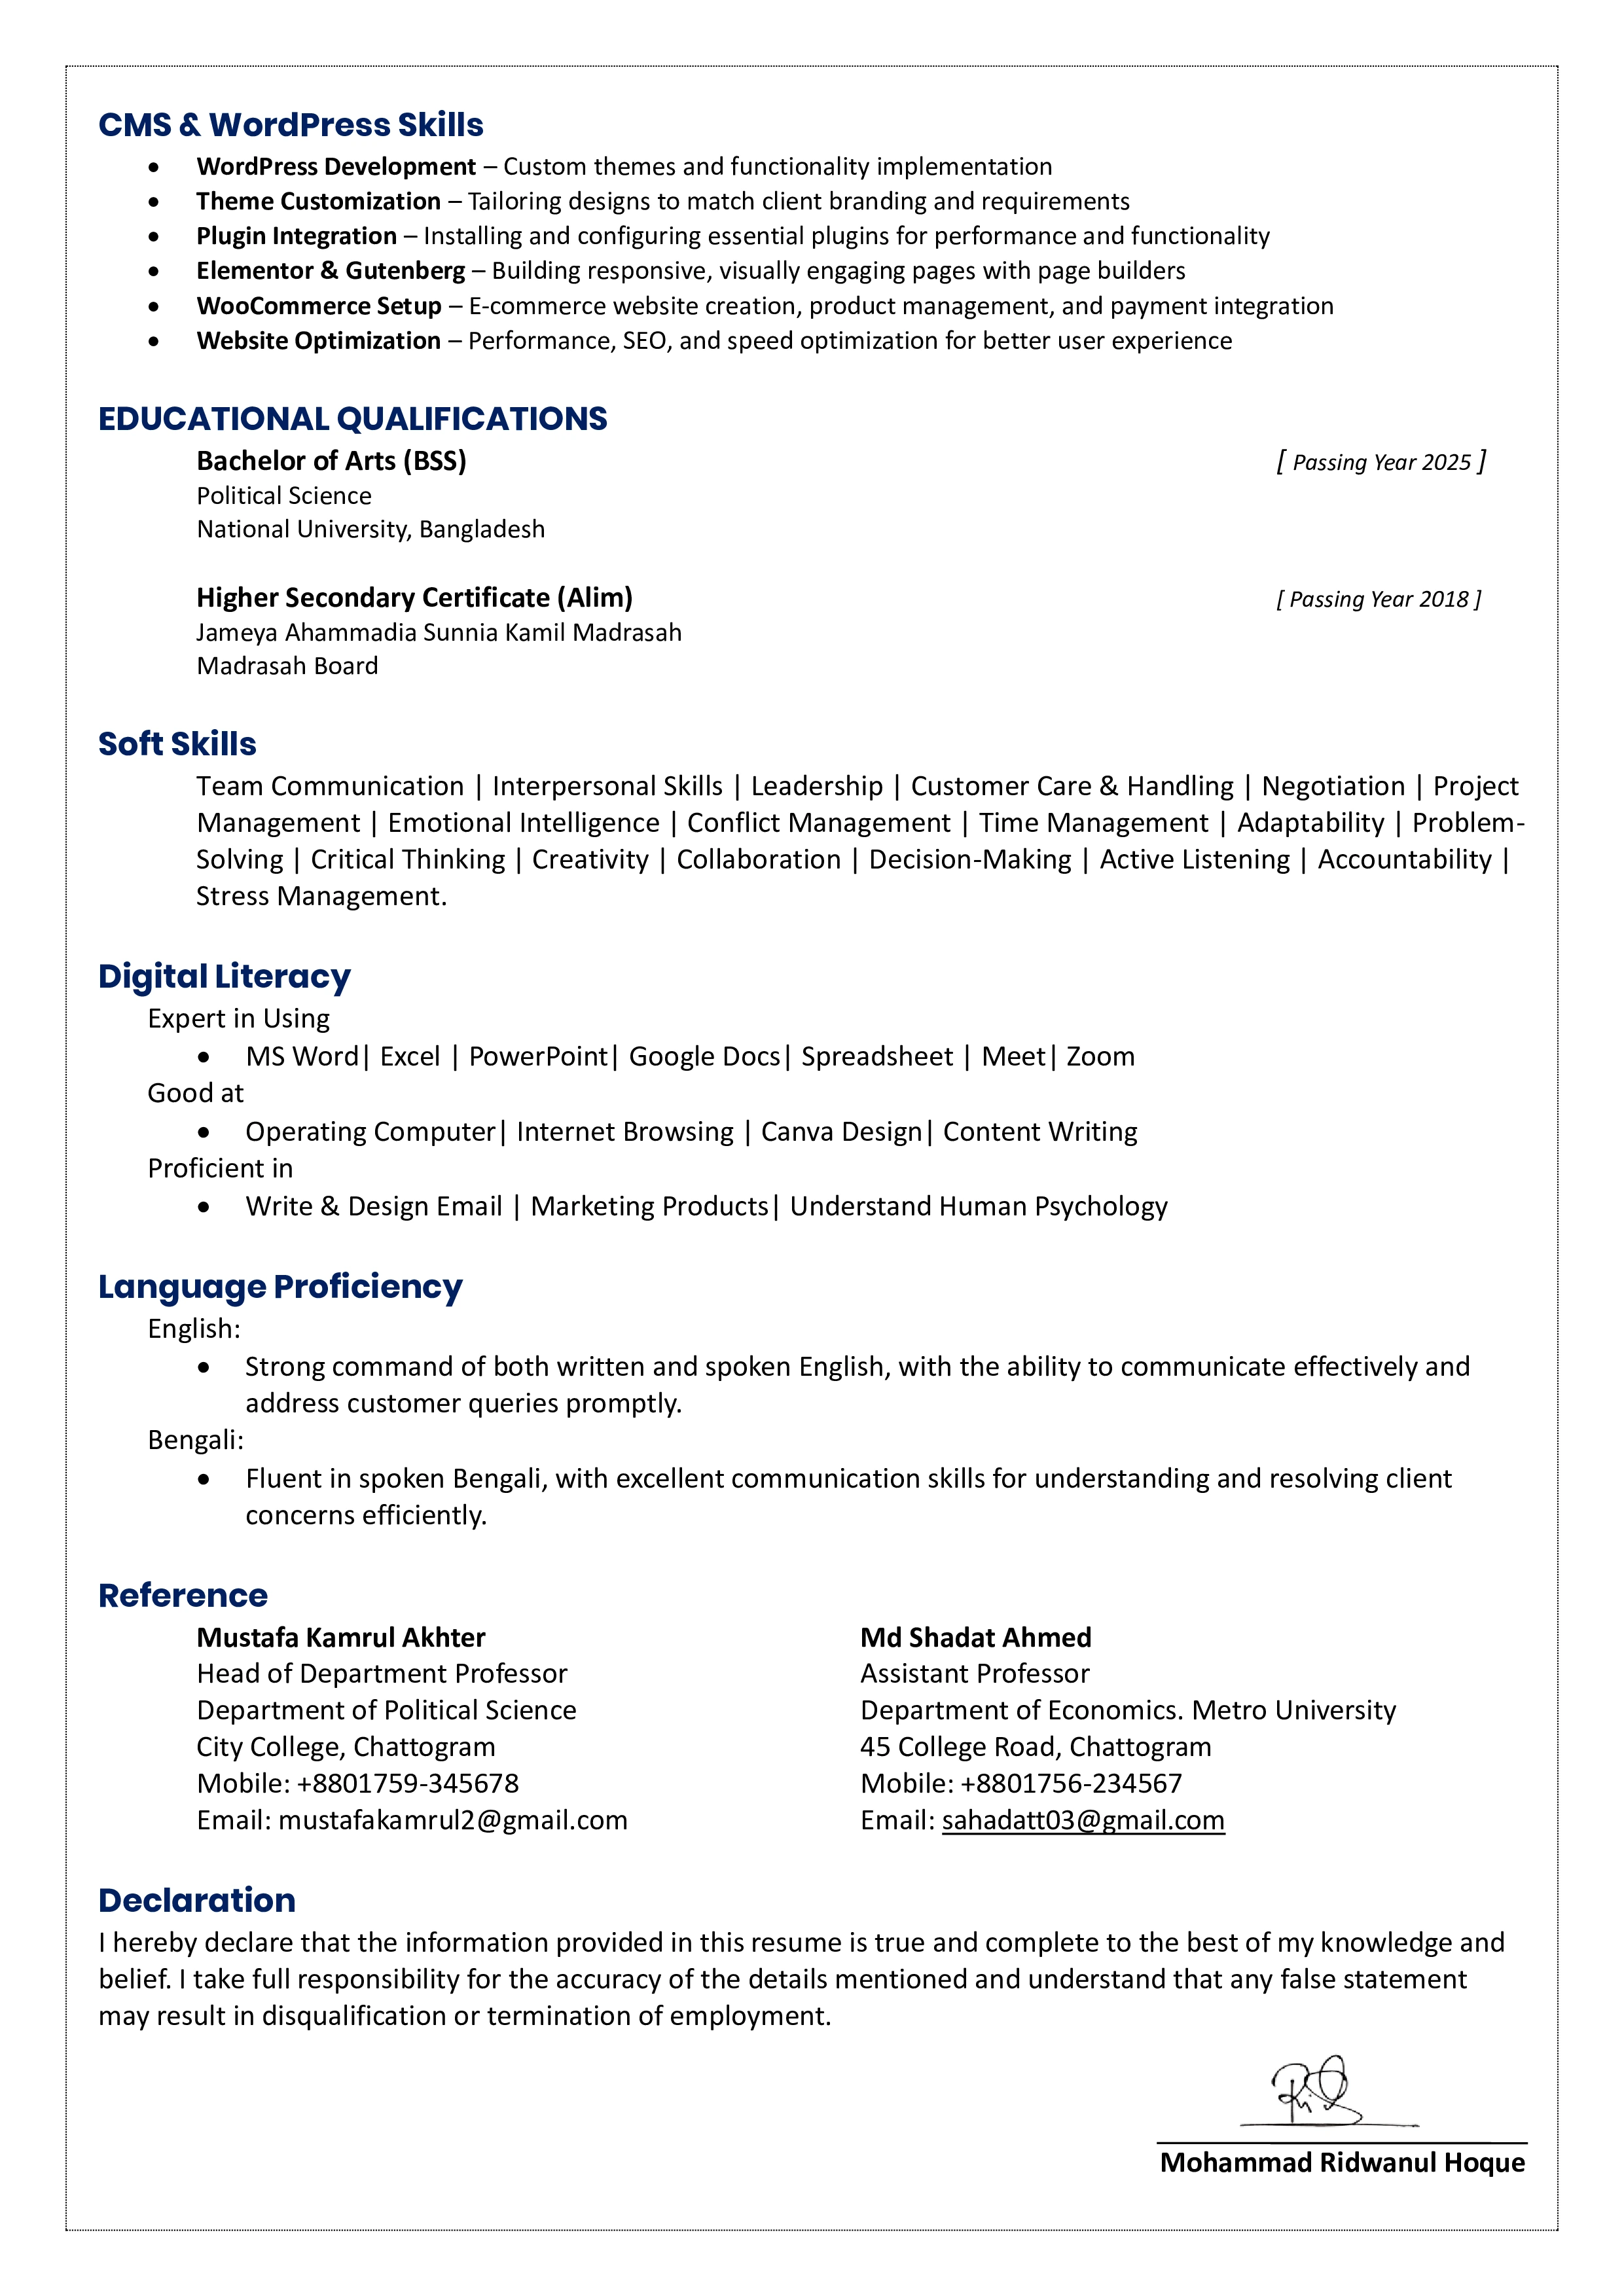 CMS & WordPress Skills
• WordPress Development – Custom themes and functionality implementation
• Theme Customization – Tailoring designs to match client branding and requirements
• Plugin Integration – Installing and configuring essential plugins for performance and functionality
• Elementor & Gutenberg – Building responsive, visually engaging pages with page builders
• WooCommerce Setup – E-commerce website creation, product management, and payment integration
• Website Optimization – Performance, SEO, and speed optimization for better user experience
EDUCATIONAL QUALIFICATIONS
Bachelor of Arts (BSS) [ Passing Year 2025 ]
Political Science
National University, Bangladesh
Higher Secondary Certificate (Alim) [ Passing Year 2018 ]
Jameya Ahammadia Sunnia Kamil Madrasah
Madrasah Board
Soft Skills
Team Communication | Interpersonal Skills | Leadership | Customer Care & Handling | Negotiation | Project
Management | Emotional Intelligence | Conflict Management | Time Management | Adaptability | Problem-
Solving | Critical Thinking | Creativity | Collaboration | Decision-Making | Active Listening | Accountability |
Stress Management.
Digital Literacy
Expert in Using
• MS Word| Excel | PowerPoint| Google Docs| Spreadsheet | Meet| Zoom
Good at
• Operating Computer| Internet Browsing | Canva Design| Content Writing
Proficient in
• Write & Design Email | Marketing Products| Understand Human Psychology
Language Proficiency
English:
• Strong command of both written and spoken English, with the ability to communicate effectively and
address customer queries promptly.
Bengali:
• Fluent in spoken Bengali, with excellent communication skills for understanding and resolving client
concerns efficiently.
Reference
Mustafa Kamrul Akhter
Head of Department Professor
Department of Political Science
City College, Chattogram
Mobile: +8801759-345678
Email: mustafakamrul2@gmail.com
Md Shadat Ahmed
Assistant Professor
Department of Economics. Metro University
45 College Road, Chattogram
Mobile: +8801756-234567
Email: sahadatt03@gmail.com
Declaration
I hereby declare that the information provided in this resume is true and complete to the best of my knowledge and
belief. I take full responsibility for the accuracy of the details mentioned and understand that any false statement
may result in disqualification or termination of employment.
Mohammad Ridwanul Hoque